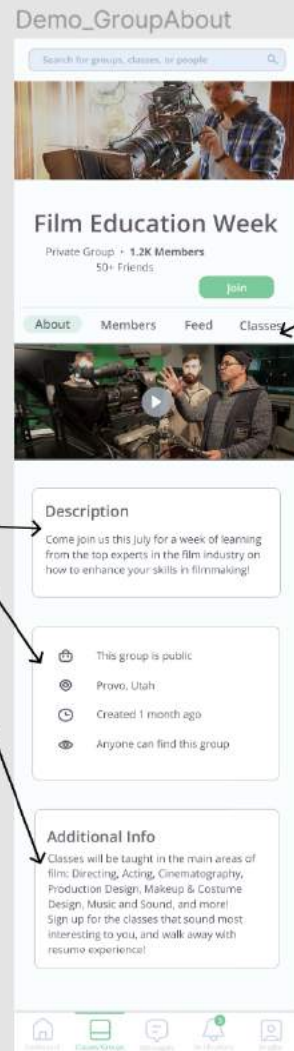 Demo_GroupAbout
Search for groups, classes, or people
Film Education Week
Private Group • 1.2K Members
50+ Friends
Join
About Members Feed Classes
Description
Come join us this July for a week of learning
from the top experts in the film industry on
how to enhance your skills in filmmaking!
This group is public
Provo, Utah
Created 1 month ago
Anyone can find this group
Additional Info
Classes will be taught in the main areas of
film: Directing, Acting, Cinematography,
Production Design, Makeup & Costume
Design, Music and Sound, and more!
Sign up for the classes that sound most
interesting to you, and walk away with
resume experience!
Classes/Groups